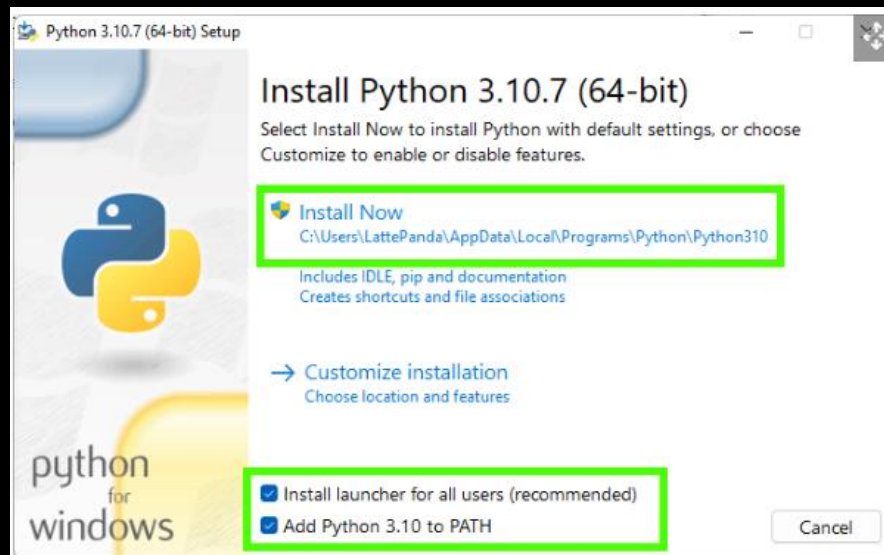 Python 3.10.7 (64-bit) Setup
Install Python 3.10.7 (64-bit)
Select Install Now to install Python with default settings, or choose
Customize to enable or disable features.
Install Now
C:\Users\LattePanda\AppData\Local\Programs\Python\Python310
Includes IDLE, pip and documentation
Creates shortcuts and file associations
Customize installation
Choose location and features
python
for
windows
Install launcher for all users (recommended)
Add Python 3.10 to PATH
Cancel